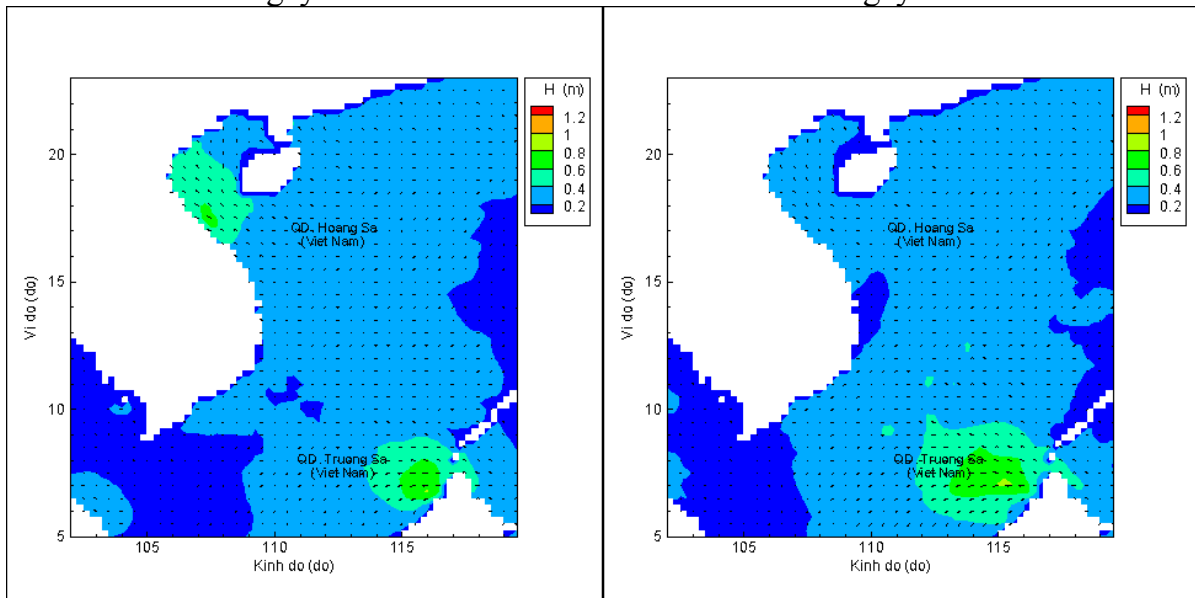 H (m)
1.2
1
0.8
0.6
0.4
0.2
20
15
10
5
105
110
115
Vi do (do)
Kinh do (do)
QD. Hoang Sa
(Viet Nam)
QD. Truong Sa
(Viet Nam)
H (m)
1.2
1
0.8
0.6
0.4
0.2
20
15
10
5
105
110
115
Vi do (do)
Kinh do (do)
QD. Hoang Sa
(Viet Nam)
QD. Truong Sa
(Viet Nam)